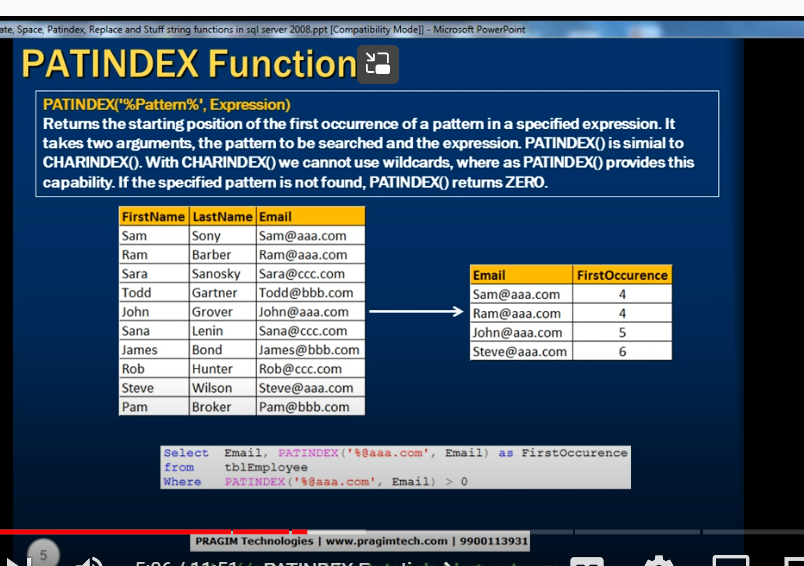 ate, Space, Patindex, Replace and Stuff string functions in sql server 2008.ppt [Compatibility Mode]] - Microsoft PowerPoint
PATINDEX Function
PATINDEX('%Pattern%', Expression)
Returns the starting position of the first occurrence of a pattern in a specified expression. It
takes two arguments, the pattern to be searched and the expression. PATINDEX() is simial to
CHARINDEX(). With CHARINDEX() we cannot use wildcards, where as PATINDEX() provides this
capability. If the specified pattern is not found, PATINDEX() returns ZERO.
FirstName LastName Email
Sam Sony Sam@aaa.com
Ram Barber Ram@aaa.com
Sara Sanosky Sara@ccc.com
Todd Gartner Todd@bbb.com
John Grover John@aaa.com
Sana Lenin Sana@ccc.com
James Bond James@bbb.com
Rob Hunter Rob@ccc.com
Steve Wilson Steve@aaa.com
Pam Broker Pam@bbb.com
Email FirstOccurence
Sam@aaa.com 4
Ram@aaa.com 4
John@aaa.com 5
Steve@aaa.com 6
Select Email, PATINDEX('%@aaa.com', Email) as FirstOccurence
from tblEmployee
Where PATINDEX('%@aaa.com', Email) > 0
PRAGIM Technologies | www.pragimtech.com | 9900113931
5